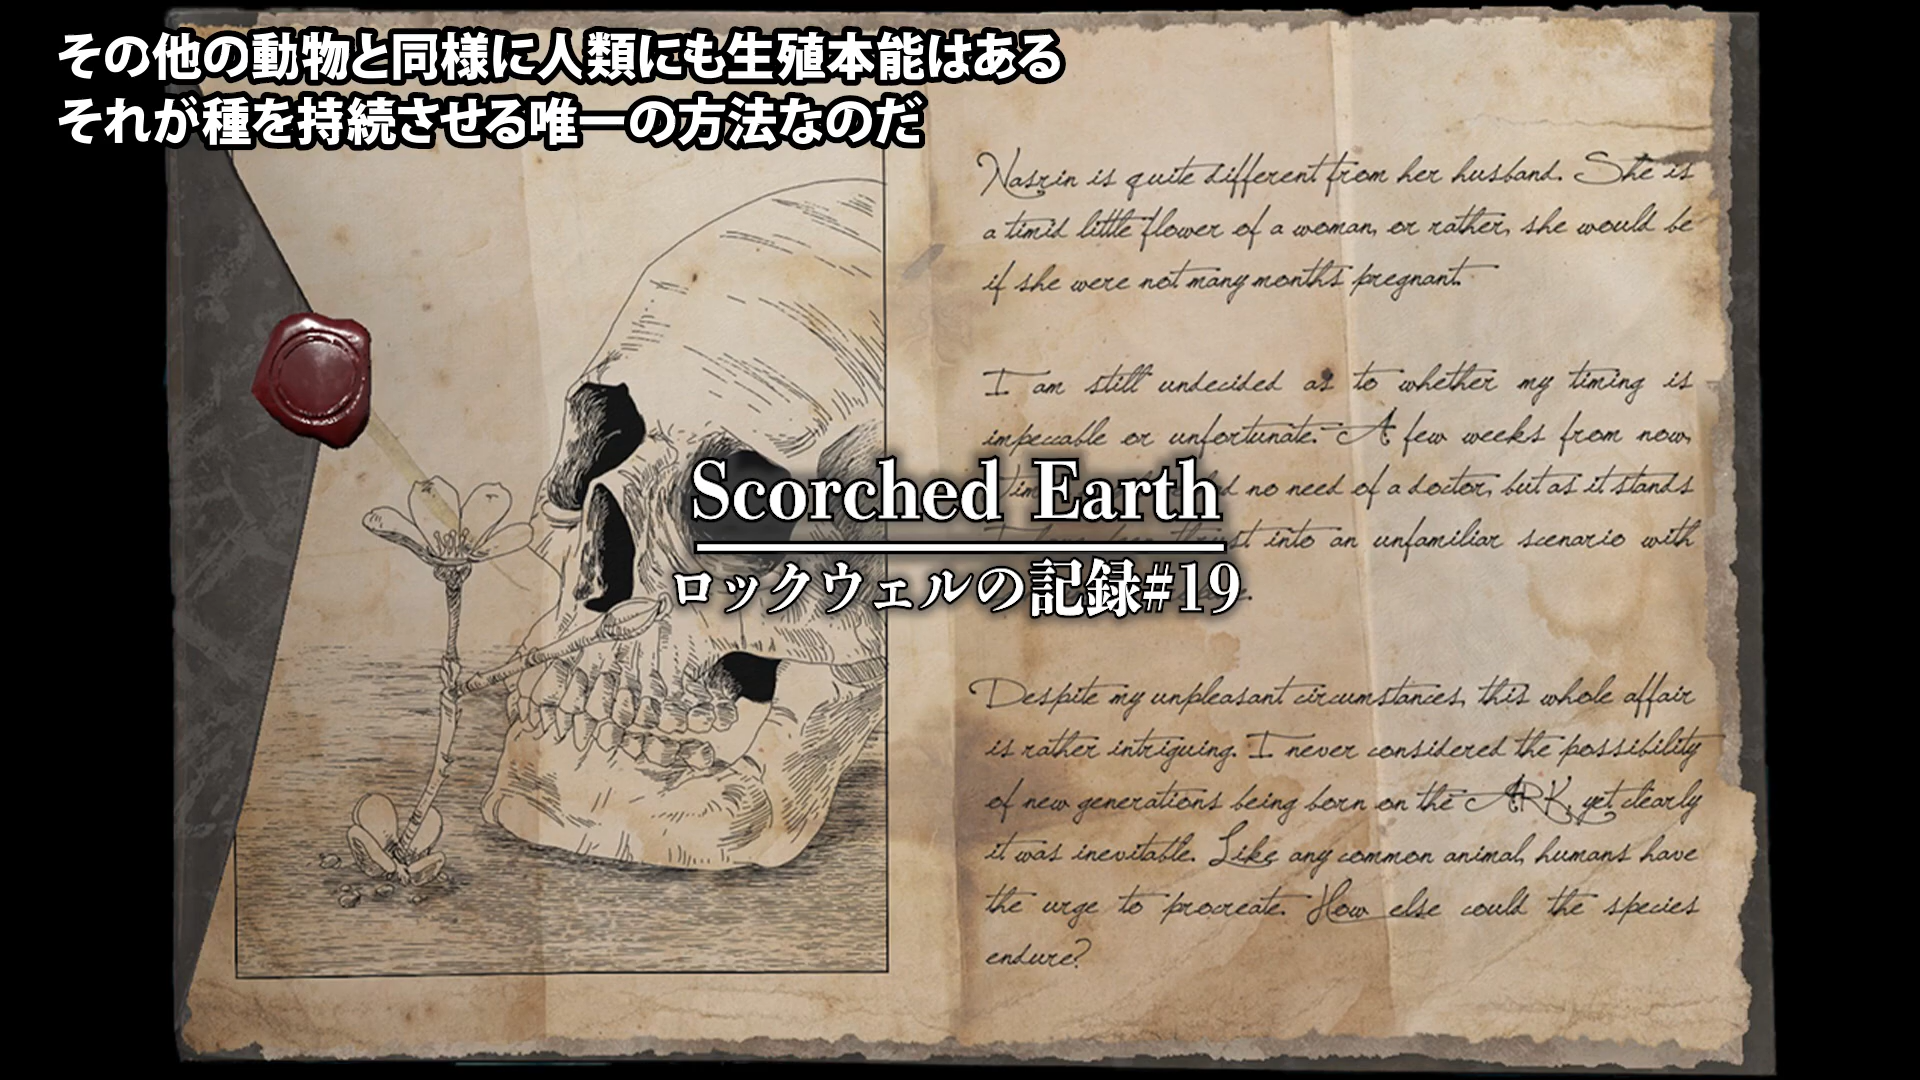 その他の動物と同様に人類にも生殖本能はある
それが種を持続させる唯一の方法なのだ
Nasrin is quite different from her husband. She is
a timid little flower of a woman, or rather, she would be
if she were not many months pregnant.
I am still undecided as to whether my timing is
impeccable or unfortunate. A few weeks from now,
no need of a doctor, but as it stands
thrust into an unfamiliar scenario with
Scorched Earth
ロックウェルの記録#19
Despite my unpleasant circumstances, this whole affair
is rather intriguing. I never considered the possibility
of new generations being born on the ARK, yet clearly
it was inevitable. Like any common animal, humans have
the urge to procreate. How else could the species
endure?